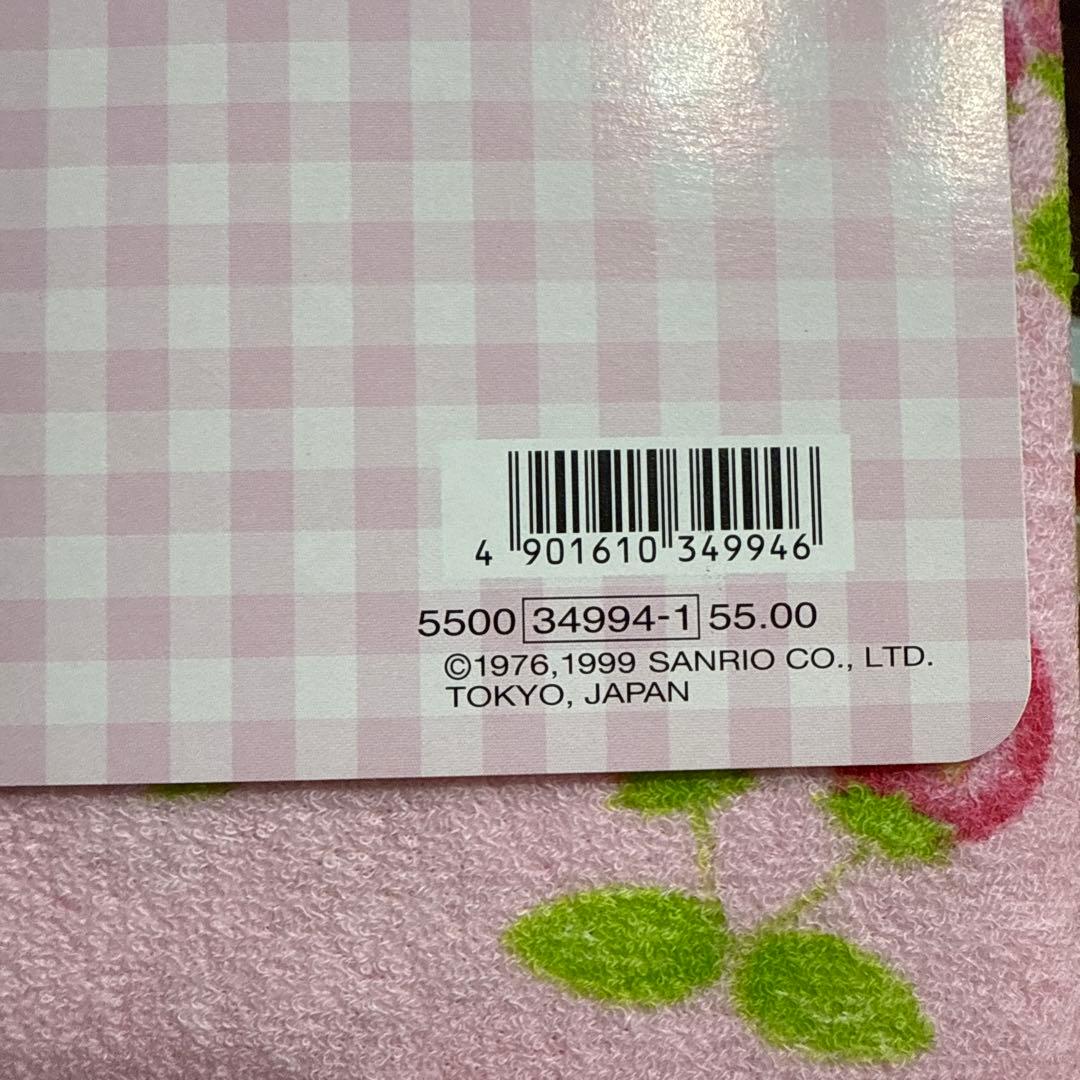 4 901610 349946
5500 34994-1 55.00
©1976,1999 SANRIO CO., LTD.
TOKYO, JAPAN